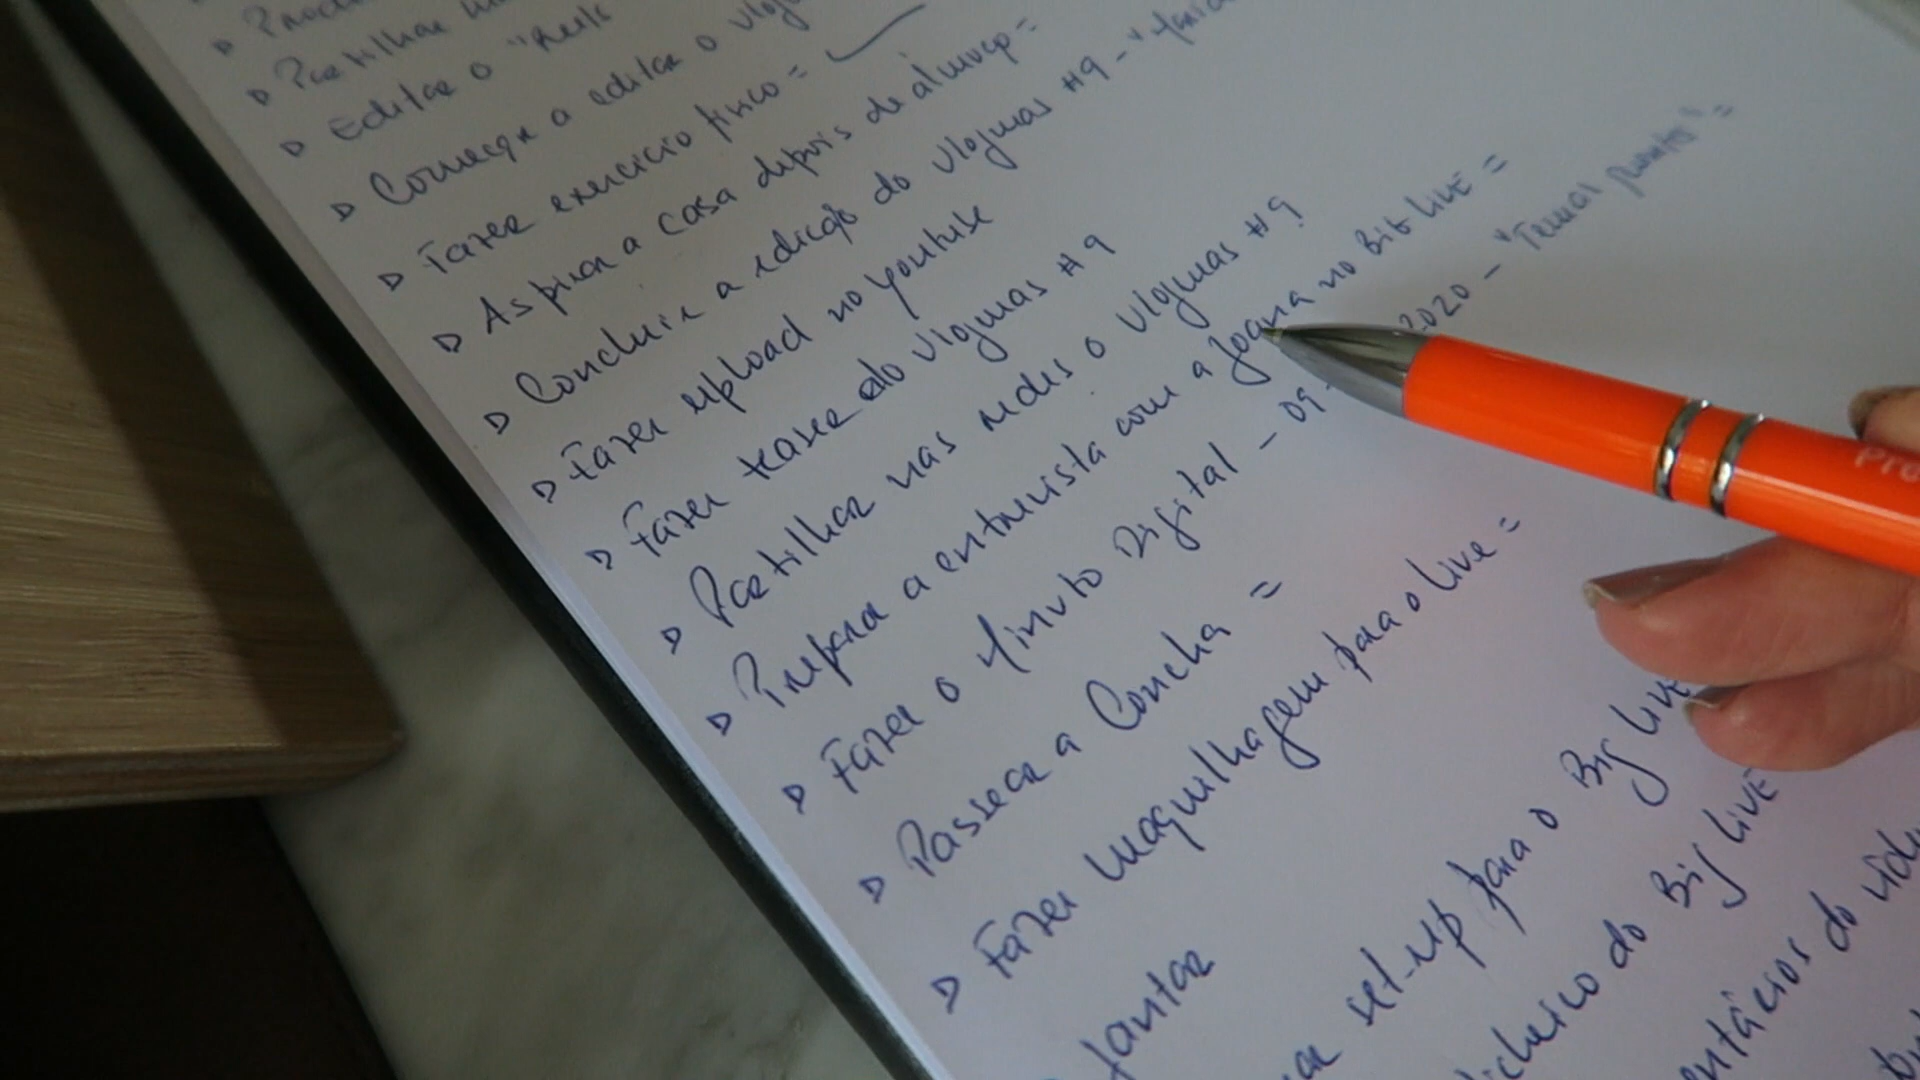 Partilhar
Editar o "Reels
Começar a editar o vlog
Fazer exercício físico =
Aspirar a casa depois de almoço =
Concluir a edição do vlogmas #9 -
Fazer upload no youtube
Fazer teaser do vlogmas #9
Partilhar nas redes o vlogmas #9
Preparar a entrevista com a Joana no Big Live =
Fazer o Minuto Digital - 09- 2020 - "Temas
Passear a Concha =
Fazer maquilhagem para o live =
Jantar
set-up para o Big Live
do Big Live
do